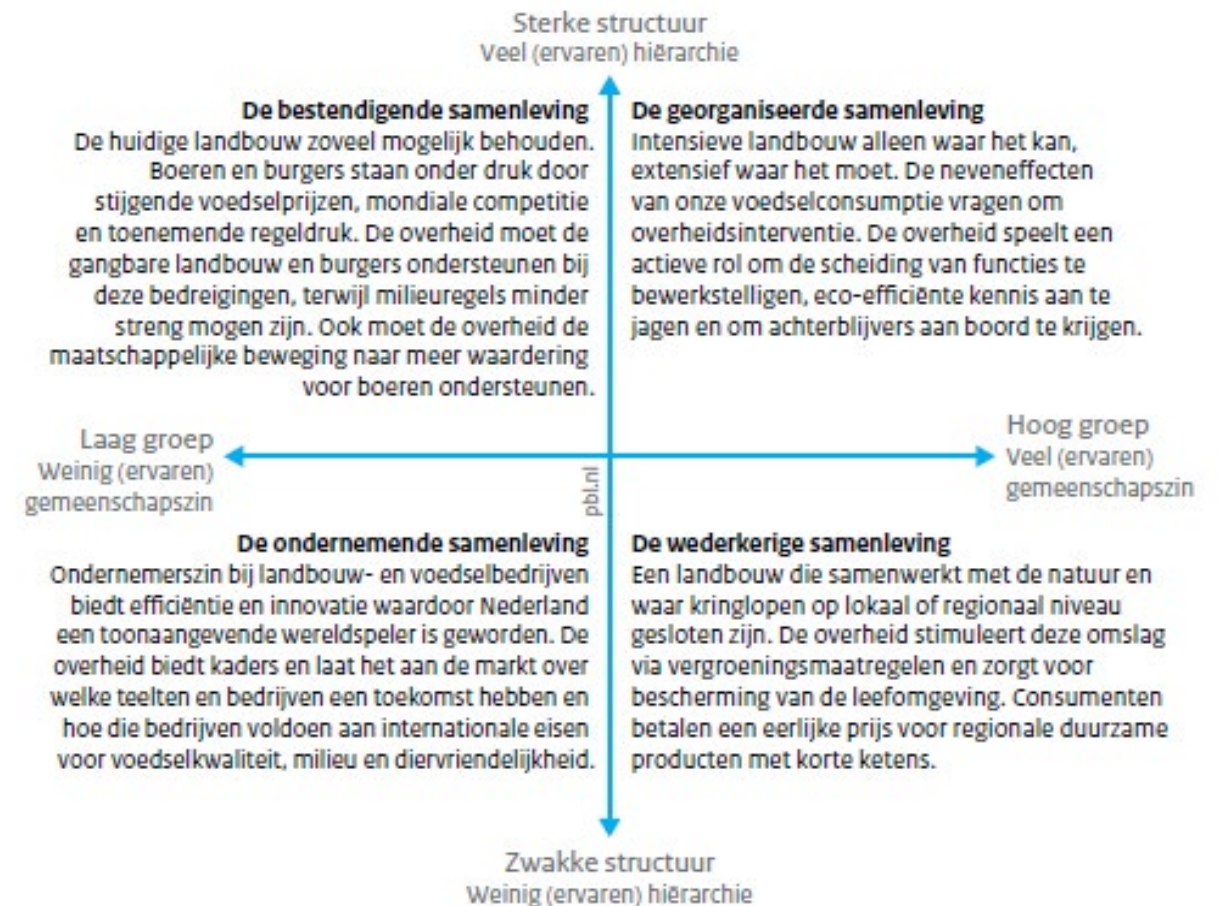 Sterke structuur
Veel (ervaren) hiërarchie
De bestendigende samenleving
De huidige landbouw zoveel mogelijk behouden.
Boeren en burgers staan onder druk door
stijgende voedselprijzen, mondiale competitie
en toenemende regeldruk. De overheid moet de
gangbare landbouw en burgers ondersteunen bij
deze bedreigingen, terwijl milieuregels minder
streng mogen zijn. Ook moet de overheid de
maatschappelijke beweging naar meer waardering
voor boeren ondersteunen.
De georganiseerde samenleving
Intensieve landbouw alleen waar het kan,
extensief waar het moet. De neveneffecten
van onze voedselconsumptie vragen om
overheidsinterventie. De overheid speelt een
actieve rol om de scheiding van functies te
bewerkstelligen, eco-efficiënte kennis aan te
jagen en om achterblijvers aan boord te krijgen.
Laag groep
Weinig (ervaren)
gemeenschapszin
Hoog groep
Veel (ervaren)
gemeenschapszin
pbl.nl
De ondernemende samenleving
Ondernemerszin bij landbouw- en voedselbedrijven
biedt efficiëntie en innovatie waardoor Nederland
een toonaangevende wereldspeler is geworden. De
overheid biedt kaders en laat het aan de markt over
welke teelten en bedrijven een toekomst hebben en
hoe die bedrijven voldoen aan internationale eisen
voor voedselkwaliteit, milieu en diervriendelijkheid.
De wederkerige samenleving
Een landbouw die samenwerkt met de natuur en
waar kringlopen op lokaal of regionaal niveau
gesloten zijn. De overheid stimuleert deze omslag
via vergroeningsmaatregelen en zorgt voor
bescherming van de leefomgeving. Consumenten
betalen een eerlijke prijs voor regionale duurzame
producten met korte ketens.
Zwakke structuur
Weinig (ervaren) hiërarchie